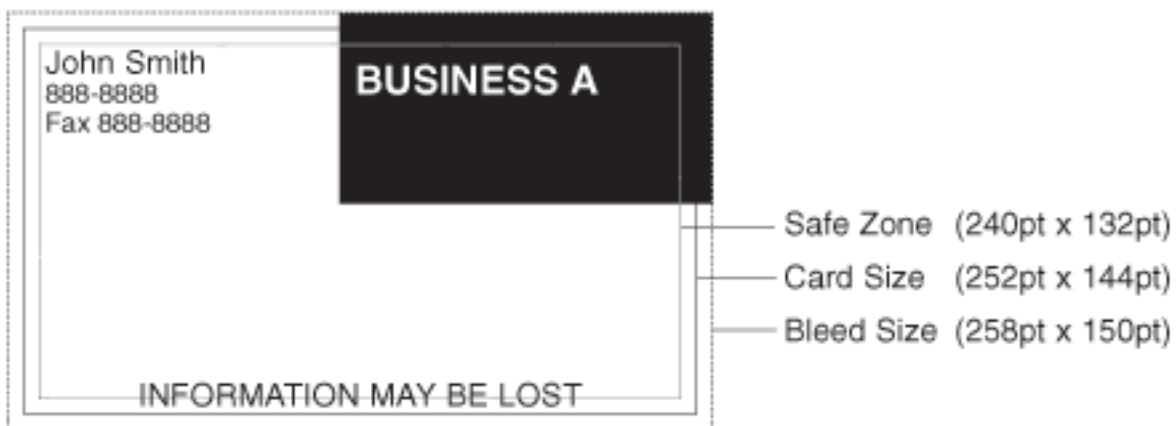 John Smith
888-8888
Fax 888-8888
BUSINESS A
Safe Zone (240pt x 132pt)
Card Size (252pt x 144pt)
Bleed Size (258pt x 150pt)
INFORMATION MAY BE LOST